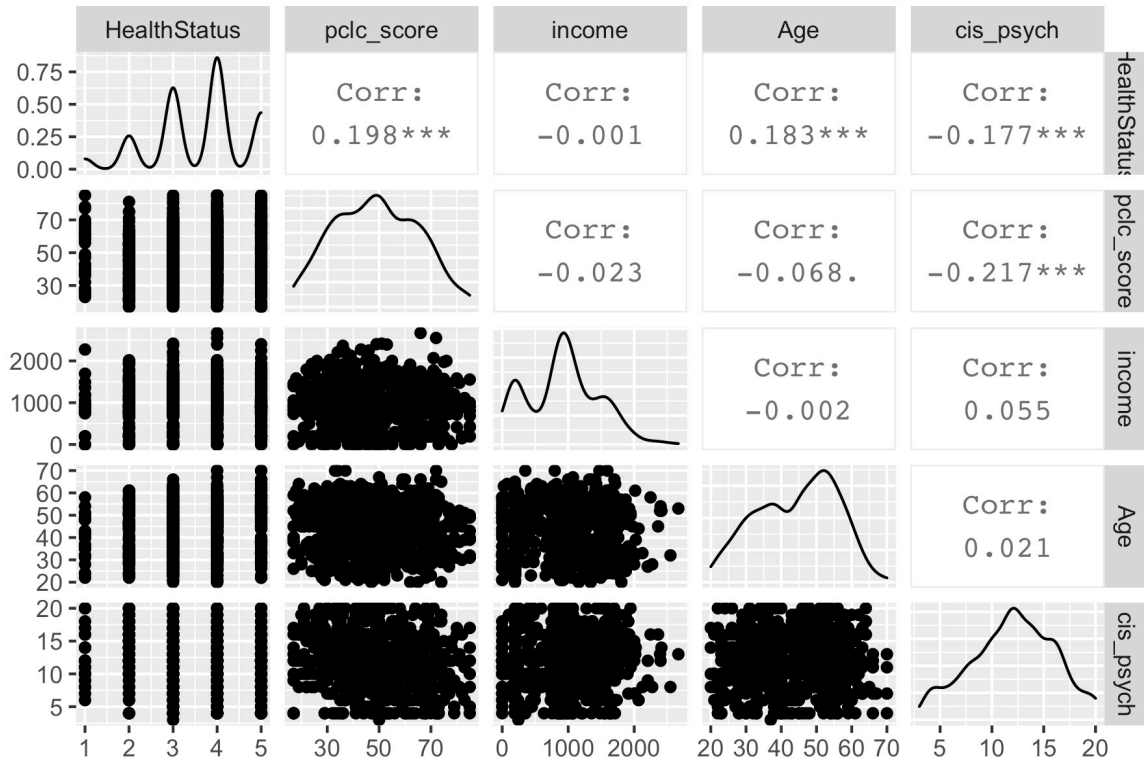 HealthStatus pclc_score income Age cis_psych
0.75
0.50
0.25
0.00
Corr:
0.198***
Corr:
-0.001
Corr:
0.183***
Corr:
-0.177***
HealthStatus
70
50
30
Corr:
-0.023
Corr:
-0.068.
Corr:
-0.217***
pclc_score
2000
1000
0
Corr:
-0.002
Corr:
0.055
income
70
60
50
40
30
20
Corr:
0.021
Age
20
15
10
5
cis_psych
1 2 3 4 5 30 50 70 0 1000 2000 20 30 40 50 60 70 5 10 15 20